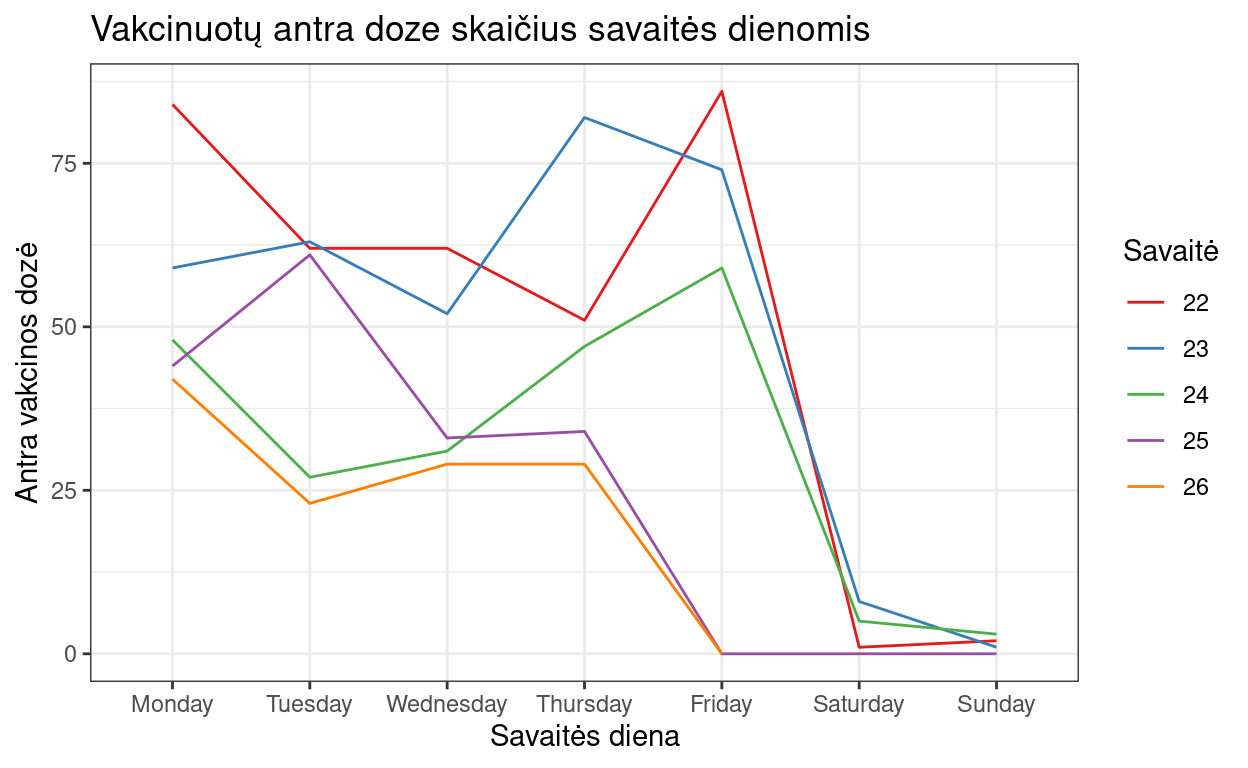 Vakcinuotų antra doze skaičius savaitės dienomis
Antra vakcinos dozė
75
50
25
0
Monday
Tuesday
Wednesday
Thursday
Friday
Saturday
Sunday
Savaitės diena
Savaitė
22
23
24
25
26